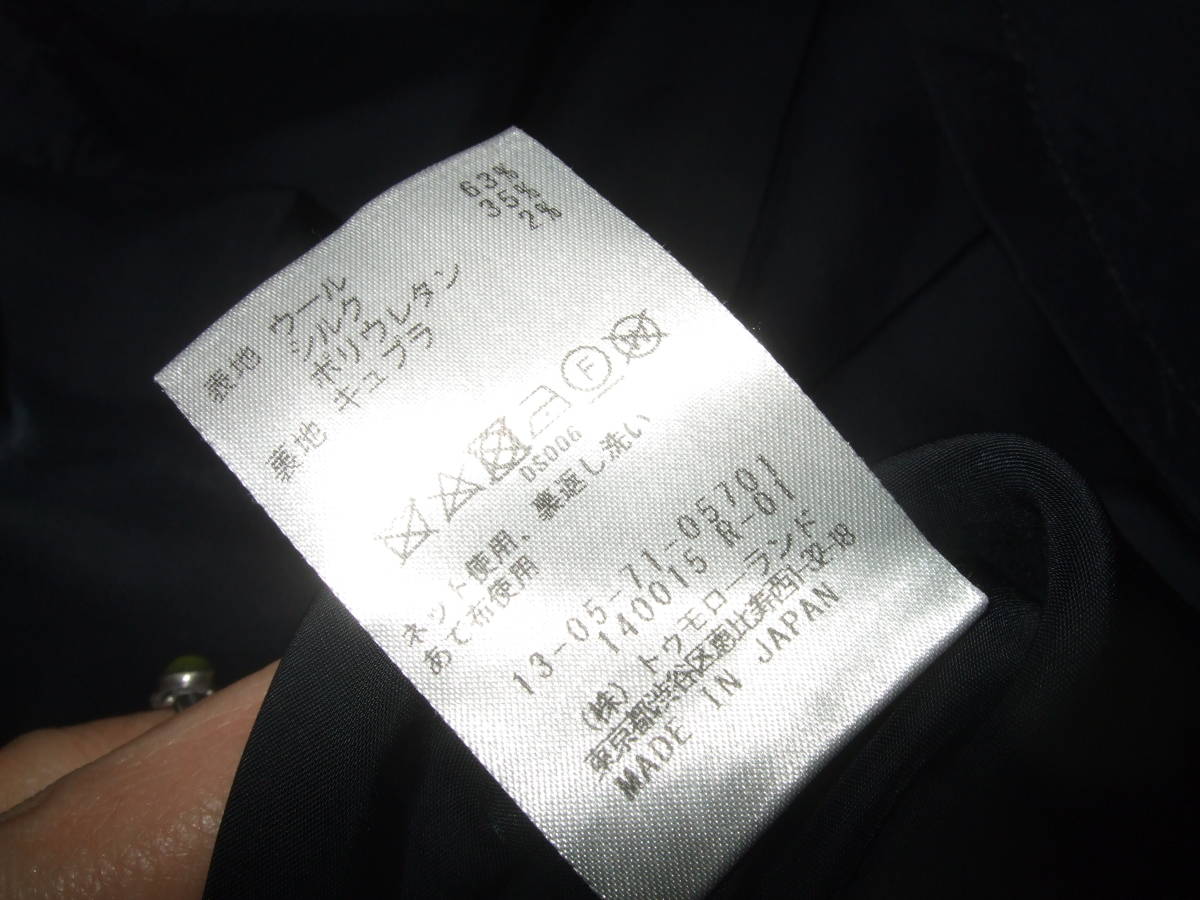 表地 ウール 63%
シルク 35%
ポリウレタン 2%
裏地 キュプラ
F
DS006
ネット使用、裏返し洗い
あて布使用
13-05-71-05701
140015 R-01
(株)トゥモローランド
東京都渋谷区恵比寿西1-32-18
MADE IN JAPAN